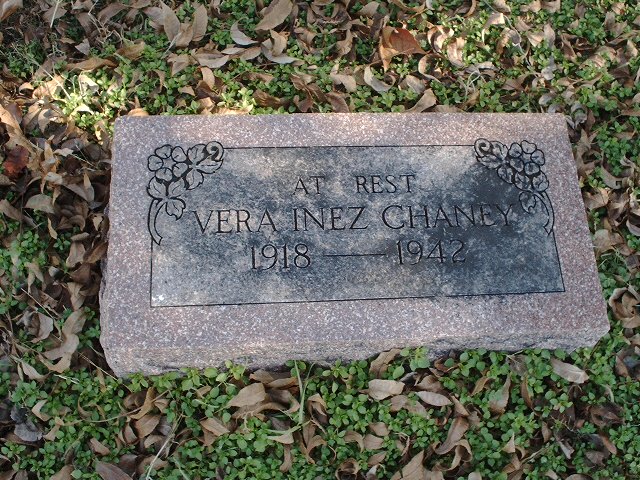 AT REST
VERA INEZ CHANEY
1918 — 1942